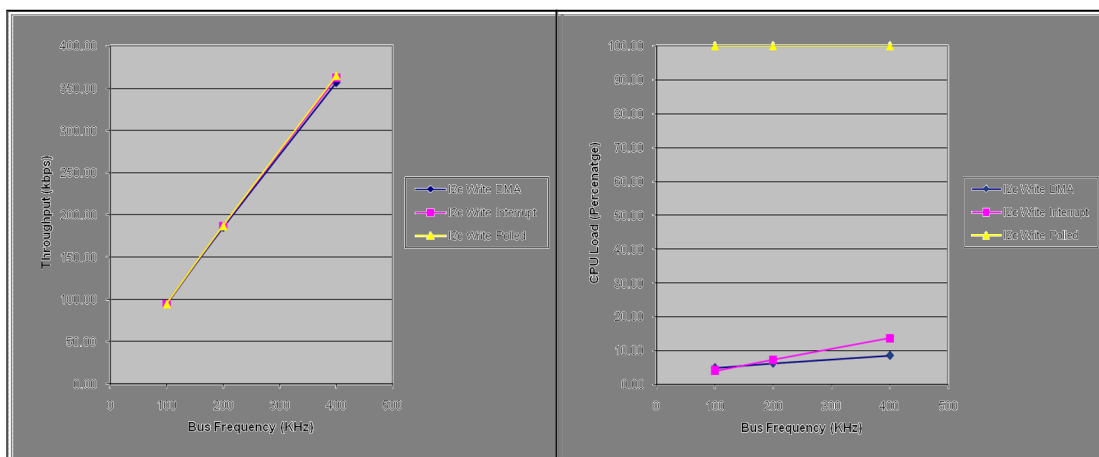 400.00
350.00
300.00
250.00
200.00
150.00
100.00
50.00
0.00
Throughput (kbps)
0 100 200 300 400 500
Bus Frequency (KHz)
I2c Write DMA
I2c Write Interrupt
I2c Write Polled
100.00
90.00
80.00
70.00
60.00
50.00
40.00
30.00
20.00
10.00
0.00
CPU Load (Percenatge)
0 100 200 300 400 500
Bus Frequency (KHz)
I2c Write DMA
I2c Write Interrupt
I2c Write Polled